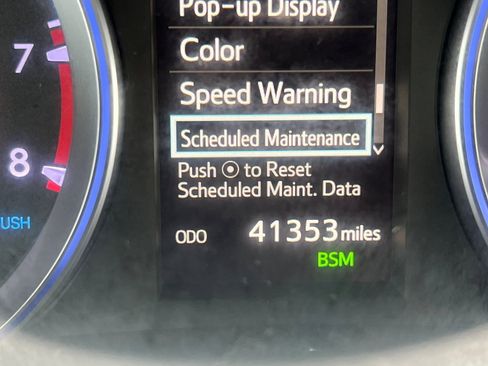 Pop-up Display
7
Color
Speed Warning
Scheduled Maintenance
8
Push to Reset
Scheduled Maint. Data
USH
ODO 41353 miles
BSM